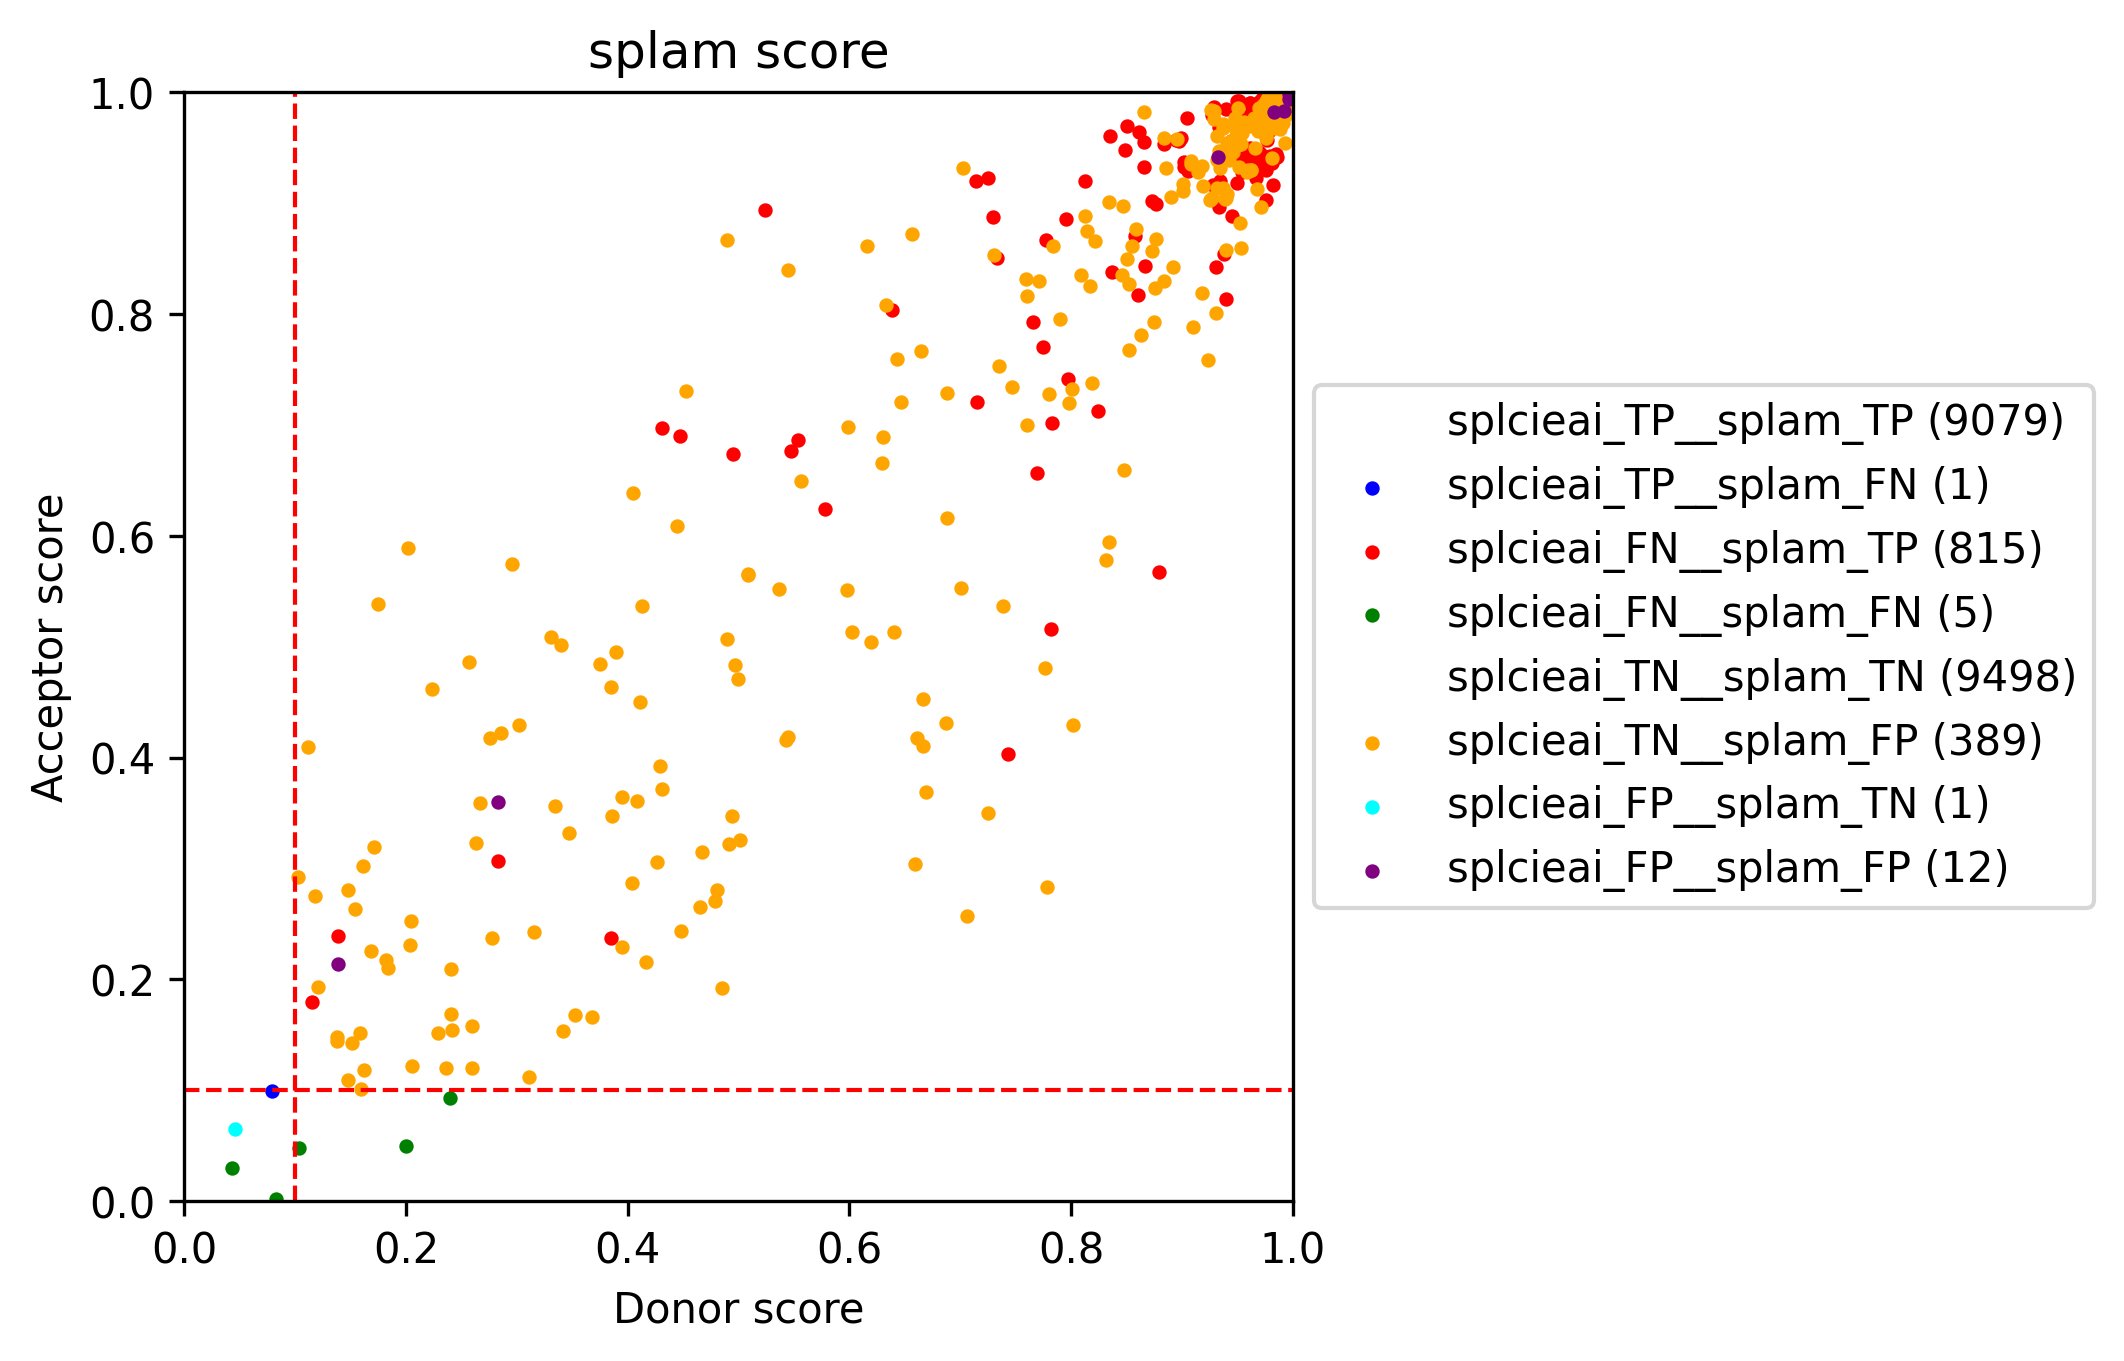 splam score
1.0
0.8
0.6
0.4
0.2
0.0
Acceptor score
0.0 0.2 0.4 0.6 0.8 1.0
Donor score
splcieai_TP__splam_TP (9079)
splcieai_TP__splam_FN (1)
splcieai_FN__splam_TP (815)
splcieai_FN__splam_FN (5)
splcieai_TN__splam_TN (9498)
splcieai_TN__splam_FP (389)
splcieai_FP__splam_TN (1)
splcieai_FP__splam_FP (12)